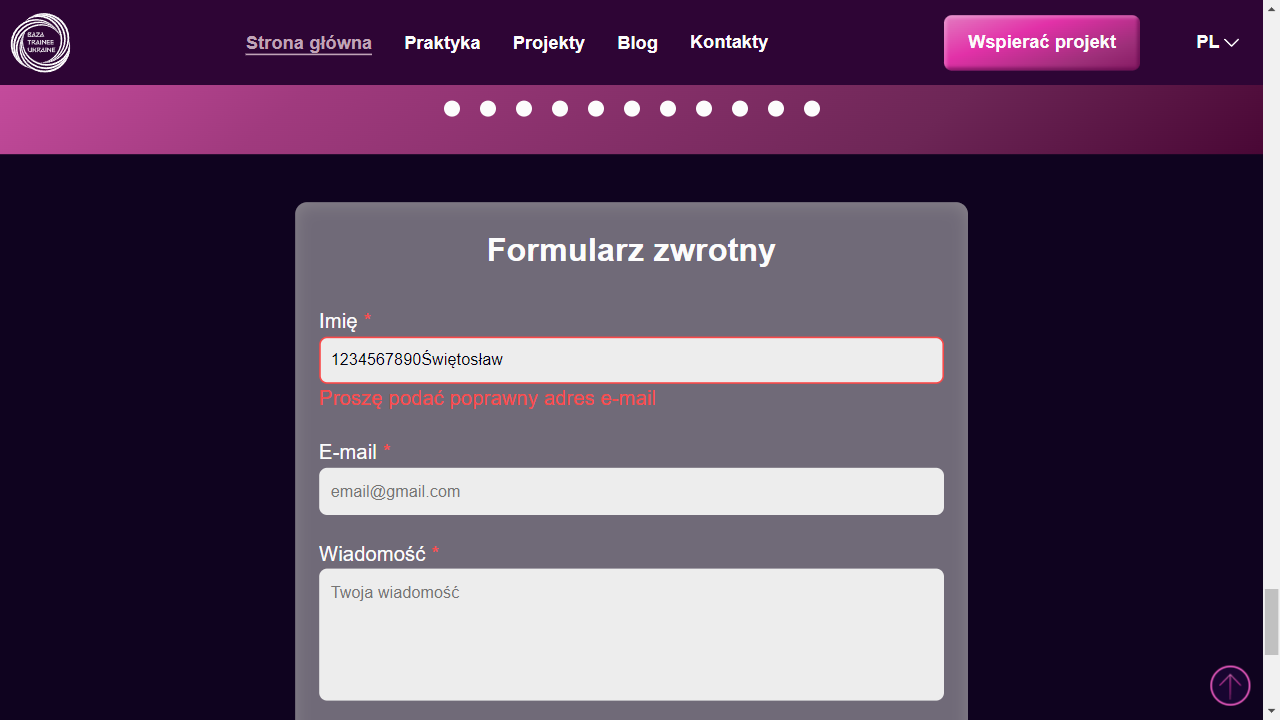 BAZA
TRAINEE
UKRAINE
Strona główna
Praktyka
Projekty
Blog
Kontakty
Wspierać projekt
PL
Formularz zwrotny
Imię *
1234567890Świętosław
Proszę podać poprawny adres e-mail
E-mail *
email@gmail.com
Wiadomość *
Twoja wiadomość